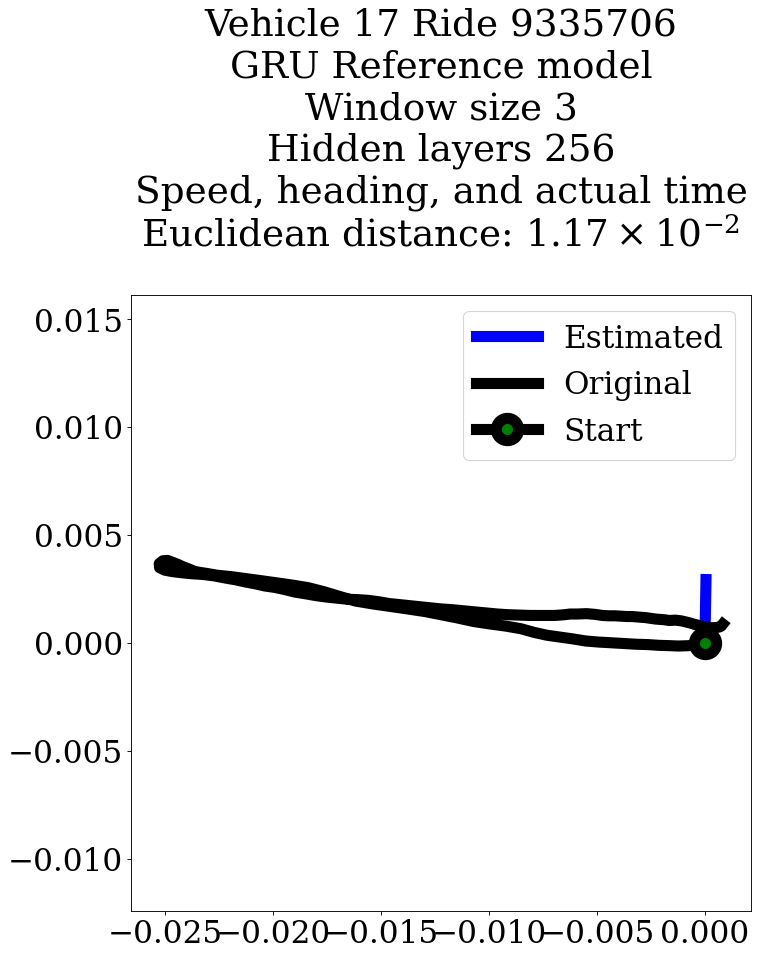 Vehicle 17 Ride 9335706
GRU Reference model
Window size 3
Hidden layers 256
Speed, heading, and actual time
Euclidean distance: 1.17 × 10⁻²
Estimated
Original
Start
0.015
0.010
0.005
0.000
−0.005
−0.010
−0.025 −0.020 −0.015 −0.010 −0.005 0.000